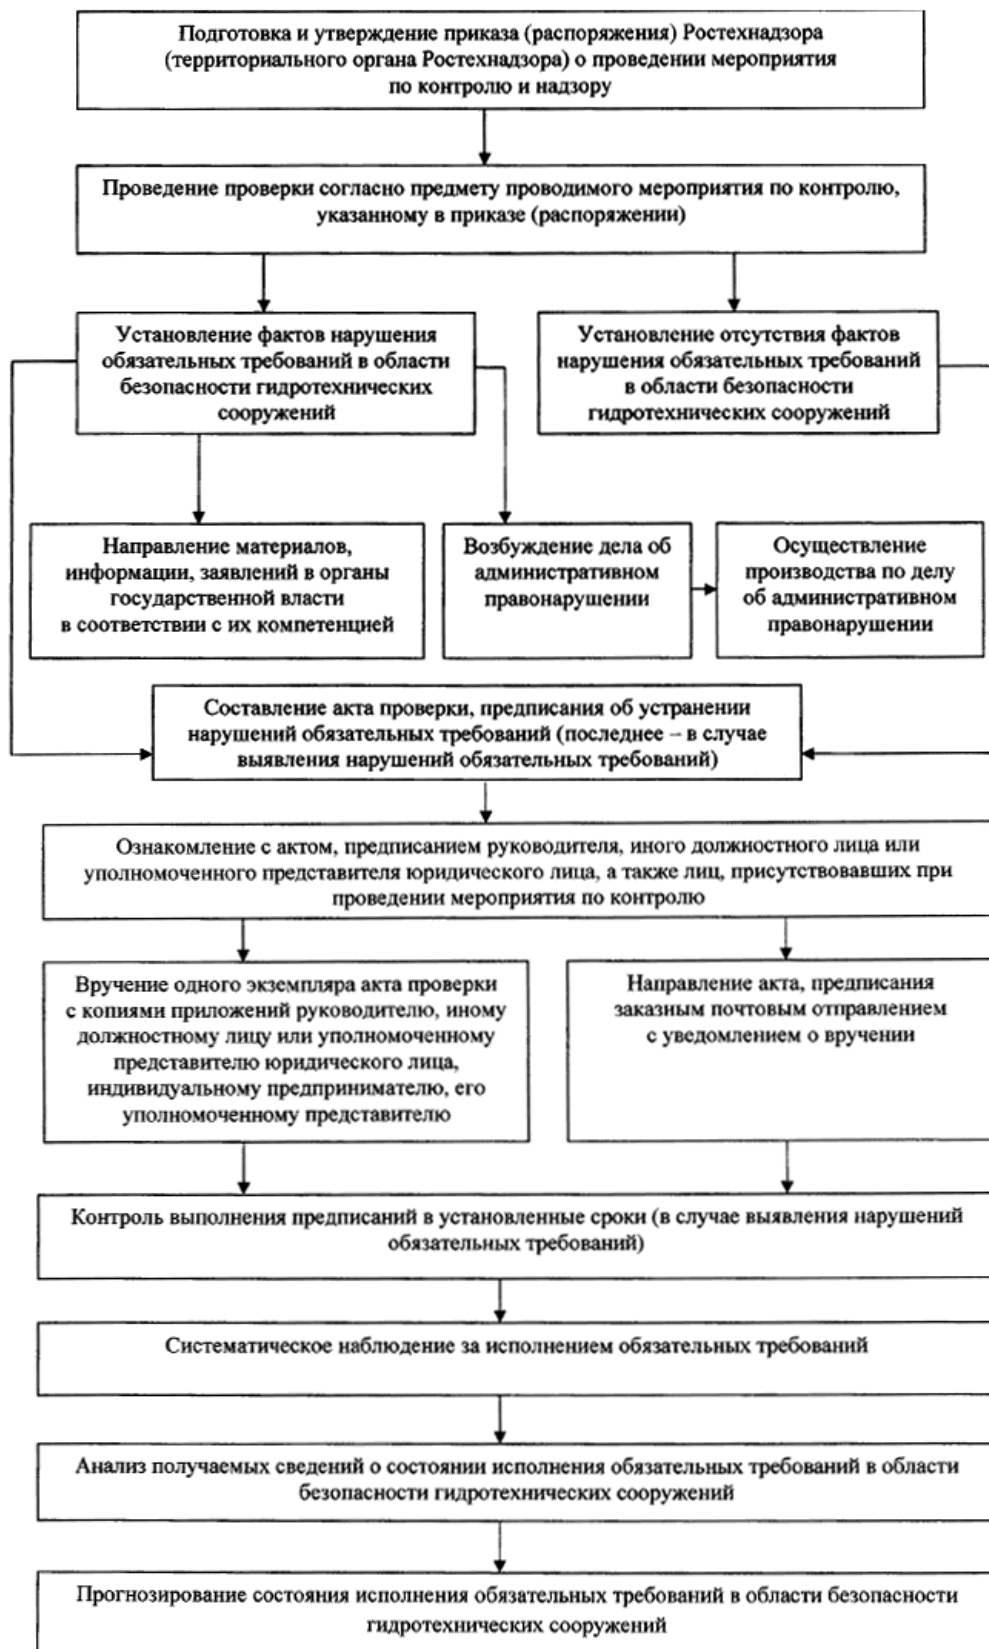 Подготовка и утверждение приказа (распоряжения) Ростехнадзора
(территориального органа Ростехнадзора) о проведении мероприятия
по контролю и надзору
Проведение проверки согласно предмету проводимого мероприятия по контролю,
указанному в приказе (распоряжении)
Установление фактов нарушения
обязательных требований в области
безопасности гидротехнических
сооружений
Установление отсутствия фактов
нарушения обязательных требований
в области безопасности
гидротехнических сооружений
Направление материалов,
информации, заявлений в органы
государственной власти
в соответствии с их компетенцией
Возбуждение дела об
административном
правонарушении
Осуществление
производства по делу
об административном
правонарушении
Составление акта проверки, предписания об устранении
нарушений обязательных требований (последнее – в случае
выявления нарушений обязательных требований)
Ознакомление с актом, предписанием руководителя, иного должностного лица или
уполномоченного представителя юридического лица, а также лиц, присутствовавших при
проведении мероприятия по контролю
Вручение одного экземпляра акта проверки
с копиями приложений руководителю, иному
должностному лицу или уполномоченному
представителю юридического лица,
индивидуальному предпринимателю, его
уполномоченному представителю
Направление акта, предписания
заказным почтовым отправлением
с уведомлением о вручении
Контроль выполнения предписаний в установленные сроки (в случае выявления нарушений
обязательных требований)
Систематическое наблюдение за исполнением обязательных требований
Анализ получаемых сведений о состоянии исполнения обязательных требований в области
безопасности гидротехнических сооружений
Прогнозирование состояния исполнения обязательных требований в области безопасности
гидротехнических сооружений